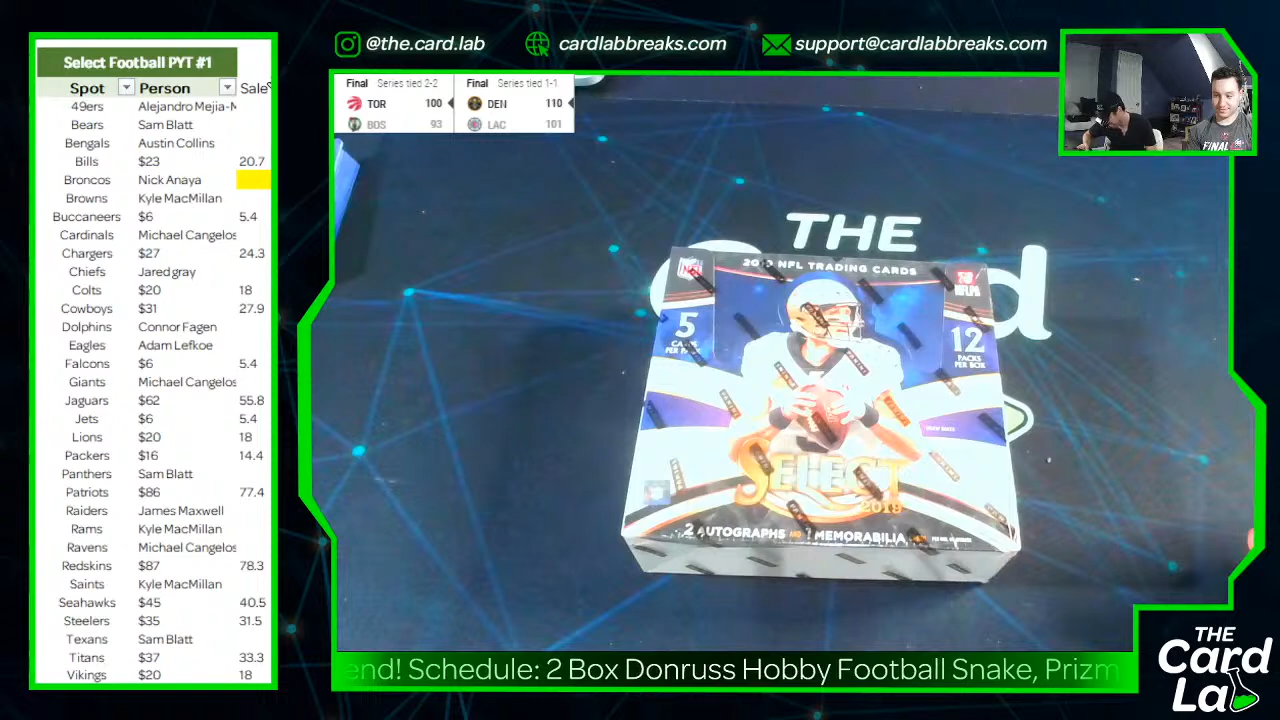 @the.card.lab
cardlabbreaks.com
support@cardlabbreaks.com
Select Football PYT #1
Spot Person Sale
49ers Alejandro Mejia-M
Bears Sam Blatt
Bengals Austin Collins
Bills $23 20.7
Broncos Nick Anaya
Browns Kyle MacMillan
Buccaneers $6 5.4
Cardinals Michael Cangelos
Chargers $27 24.3
Chiefs Jared gray
Colts $20 18
Cowboys $31 27.9
Dolphins Connor Fagen
Eagles Adam Lefkoe
Falcons $6 5.4
Giants Michael Cangelos
Jaguars $62 55.8
Jets $6 5.4
Lions $20 18
Packers $16 14.4
Panthers Sam Blatt
Patriots $86 77.4
Raiders James Maxwell
Rams Kyle MacMillan
Ravens Michael Cangelos
Redskins $87 78.3
Saints Kyle MacMillan
Seahawks $45 40.5
Steelers $35 31.5
Texans Sam Blatt
Titans $37 33.3
Vikings $20 18
Final Series tied 2-2
TOR 100
BOS 93
Final Series tied 1-1
DEN 110
LAC 101
FINAL
THE
d
NFL
NFL TRADING CARDS
5
CARDS
PER PACK
12
PACKS
PER BOX
SELECT
2019
2 AUTOGRAPHS AND 1 MEMORABILIA
end! Schedule: 2 Box Donruss Hobby Football Snake, Prizm
THE
Card
La